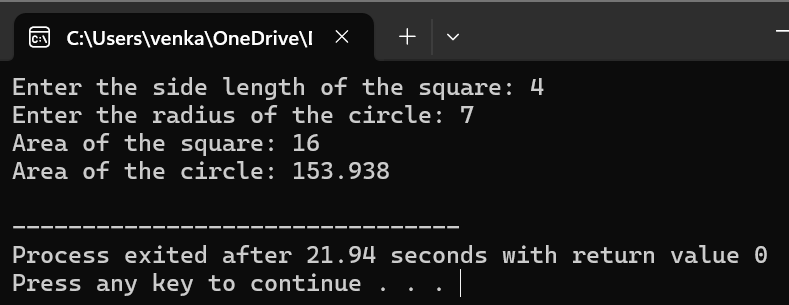 C:\Users\venka\OneDrive\I
Enter the side length of the square: 4
Enter the radius of the circle: 7
Area of the square: 16
Area of the circle: 153.938
--------------------------------
Process exited after 21.94 seconds with return value 0
Press any key to continue . . .